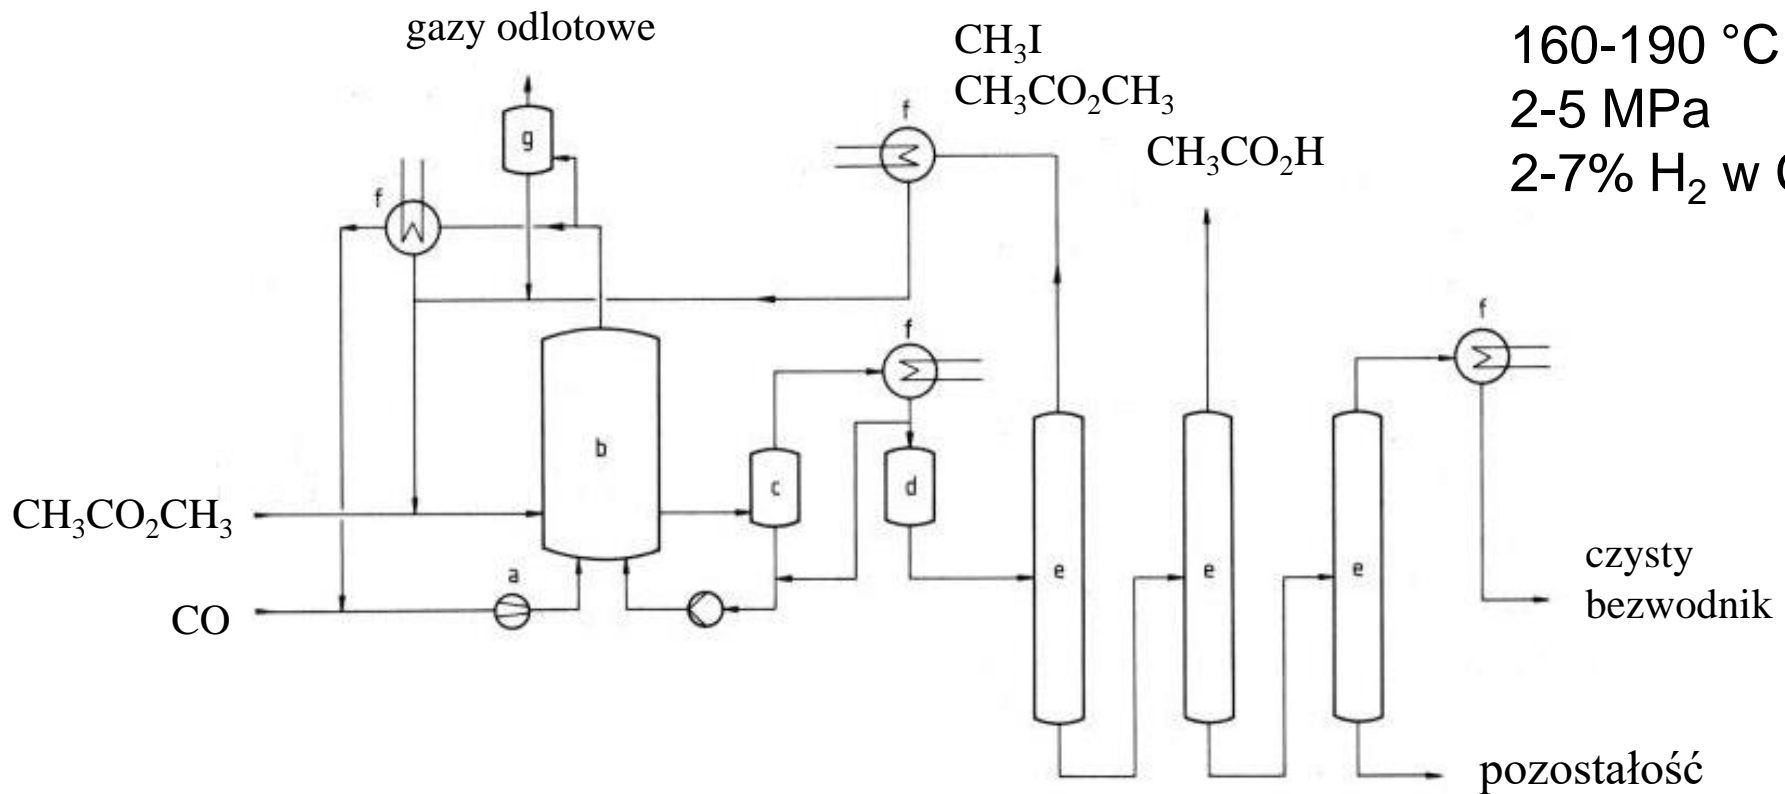 gazy odlotowe
CH₃I
CH₃CO₂CH₃
CH₃CO₂H
160-190 °C
2-5 MPa
2-7% H₂ w
g
f
f
f
f
b
c
d
e
e
e
a
CH₃CO₂CH₃
CO
czysty
bezwodnik
pozostałość